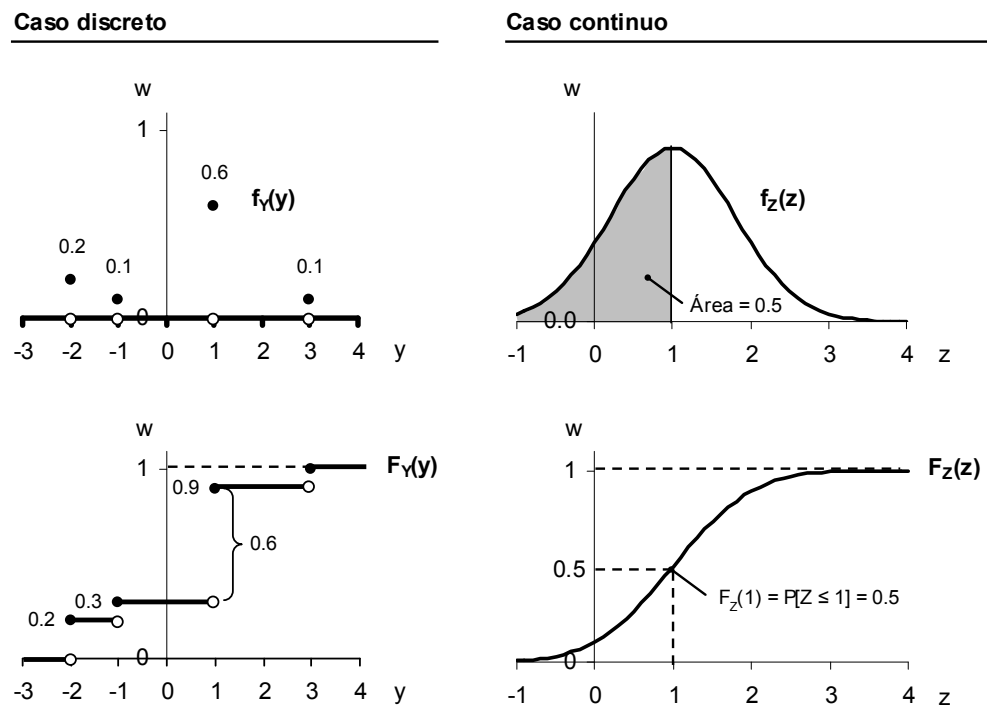 Caso discreto
w
1
0.6
f_Y(y)
0.2
0.1
0.1
0
-3 -2 -1 0 1 2 3 4 y
w
1
F_Y(y)
0.9
0.6
0.3
0.2
0
-3 -2 -1 0 1 2 3 4 y
Caso continuo
w
f_Z(z)
Área = 0.5
0.0
-1 0 1 2 3 4 z
w
1
F_Z(z)
0.5
F_Z(1) = P[Z ≤ 1] = 0.5
0
-1 0 1 2 3 4 z